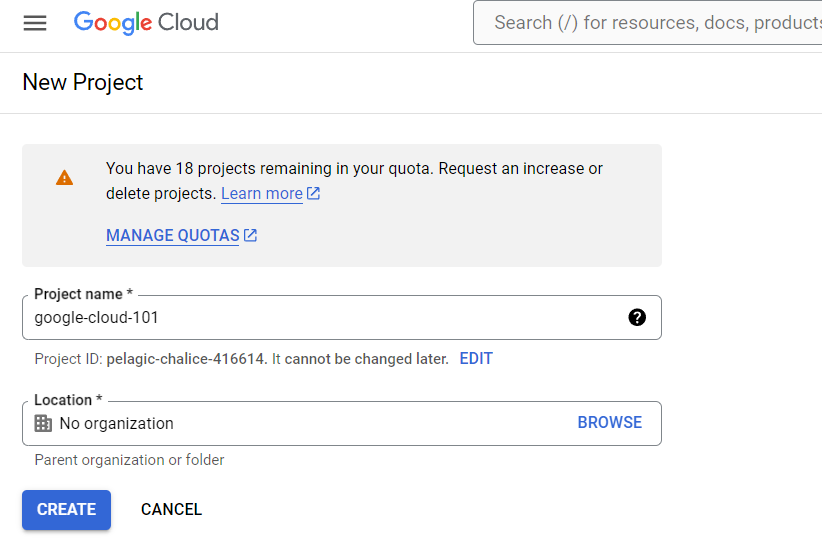 Google Cloud
Search (/) for resources, docs, products
New Project
You have 18 projects remaining in your quota. Request an increase or
delete projects. Learn more
MANAGE QUOTAS
Project name *
google-cloud-101
?
Project ID: pelagic-chalice-416614. It cannot be changed later. EDIT
Location *
No organization BROWSE
Parent organization or folder
CREATE CANCEL